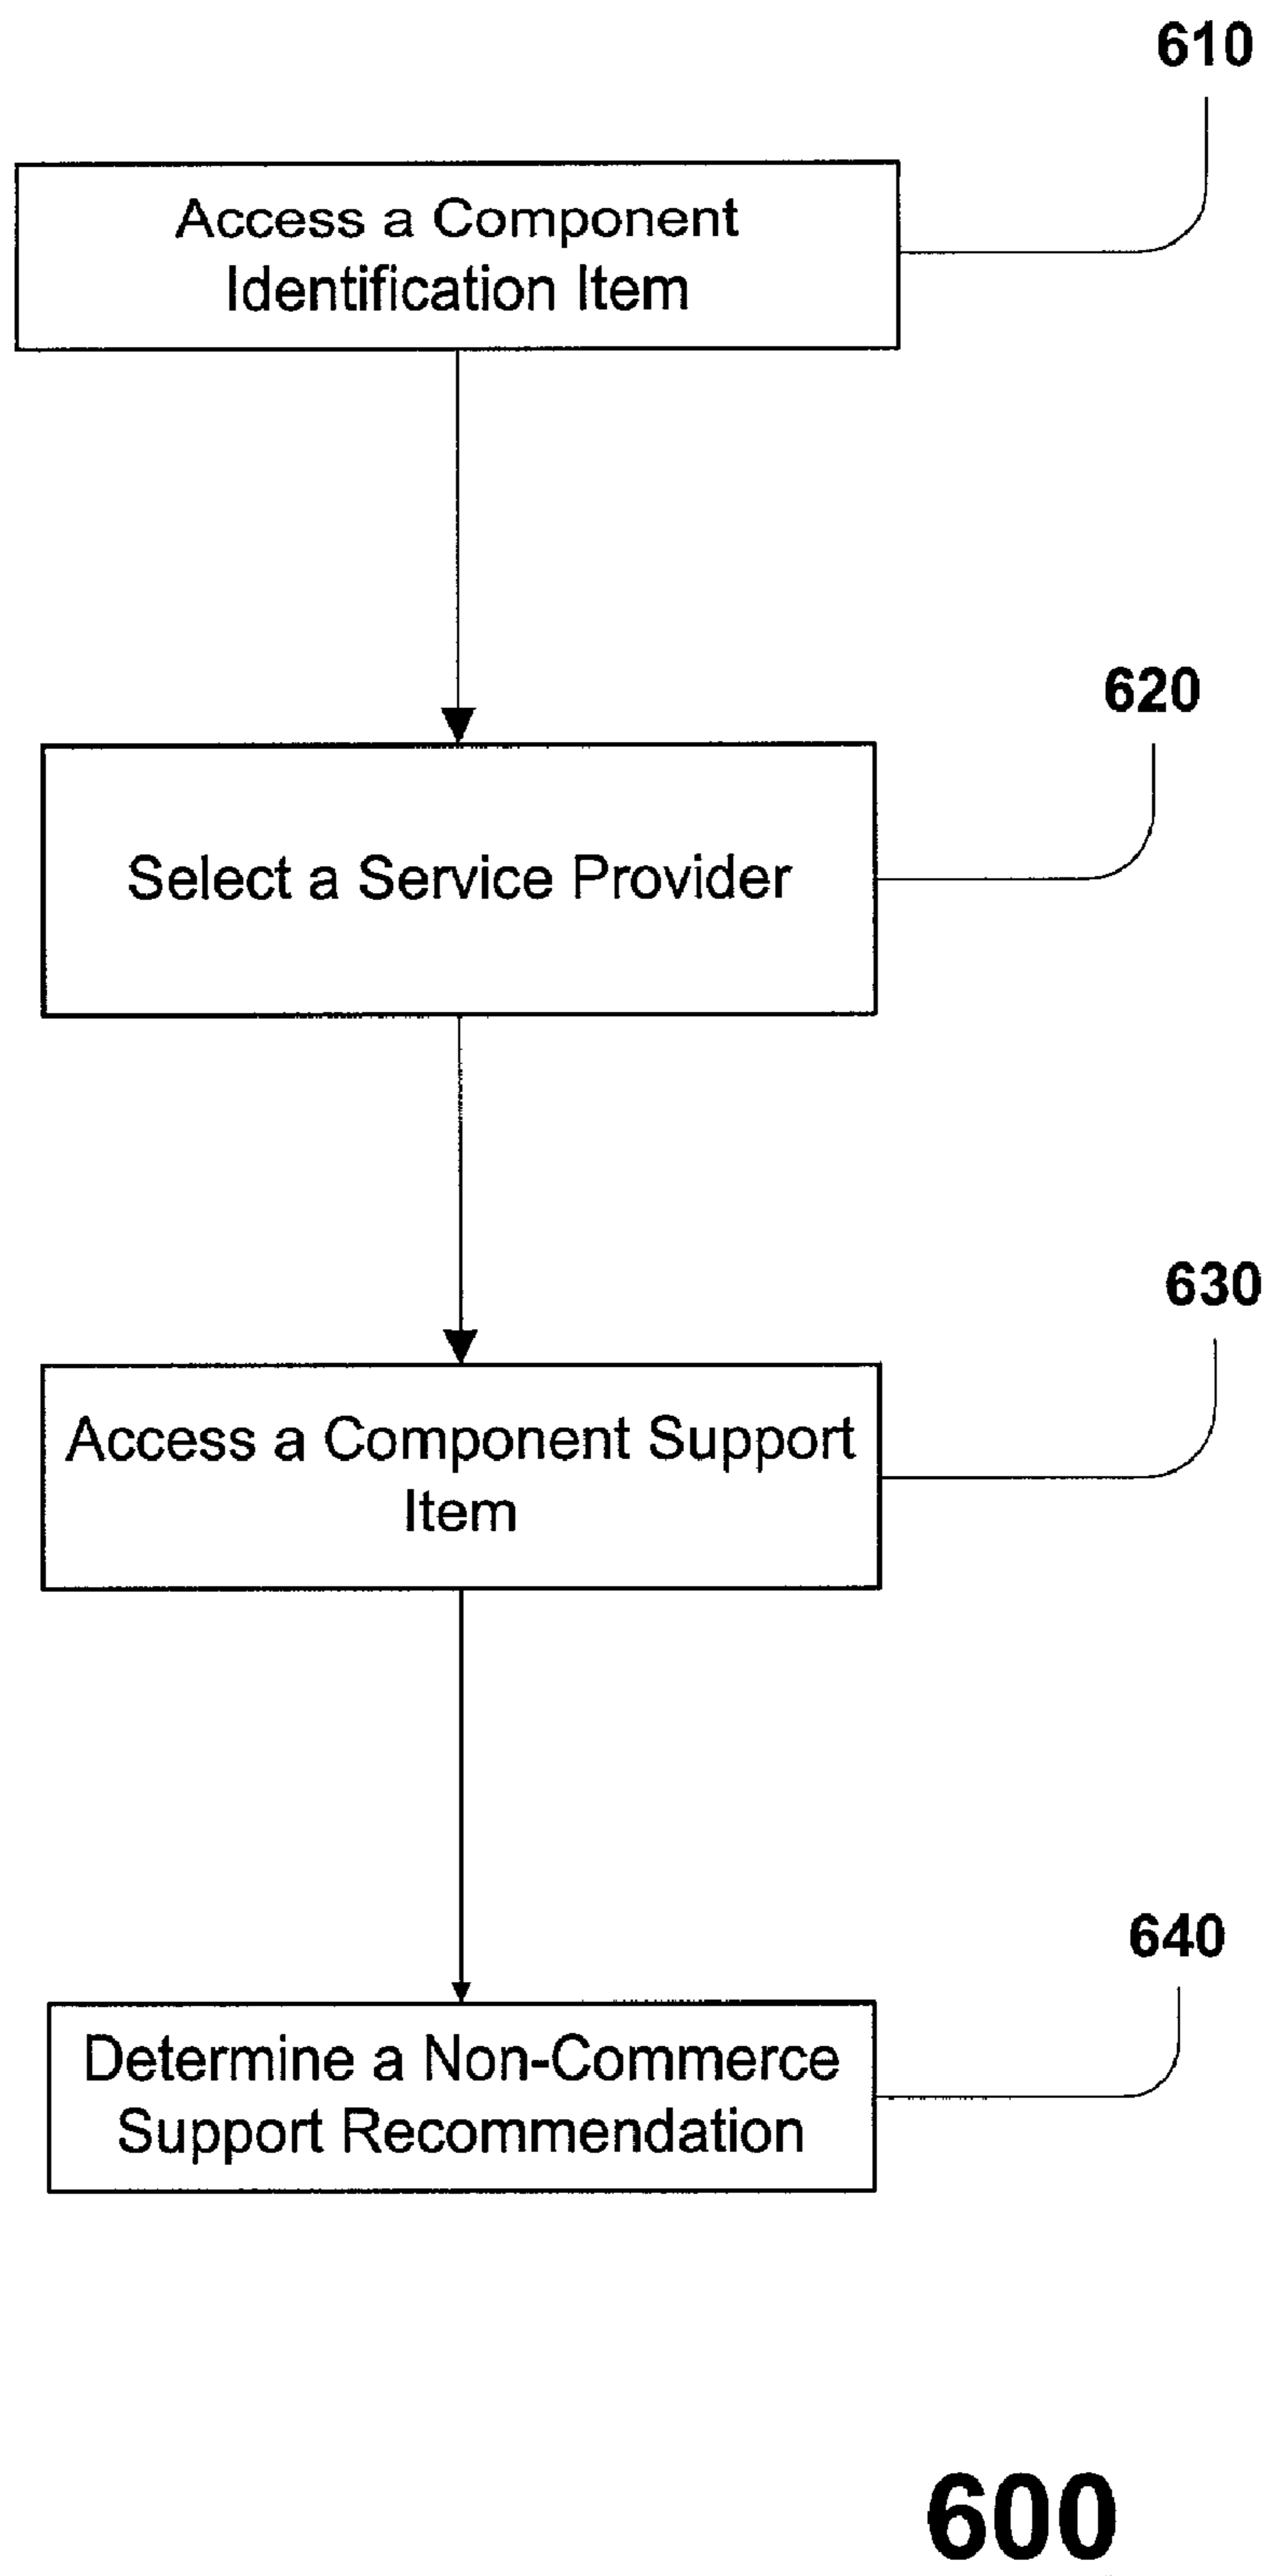 610
Access a Component
Identification Item
620
Select a Service Provider
630
Access a Component Support
Item
640
Determine a Non-Commerce
Support Recommendation
600